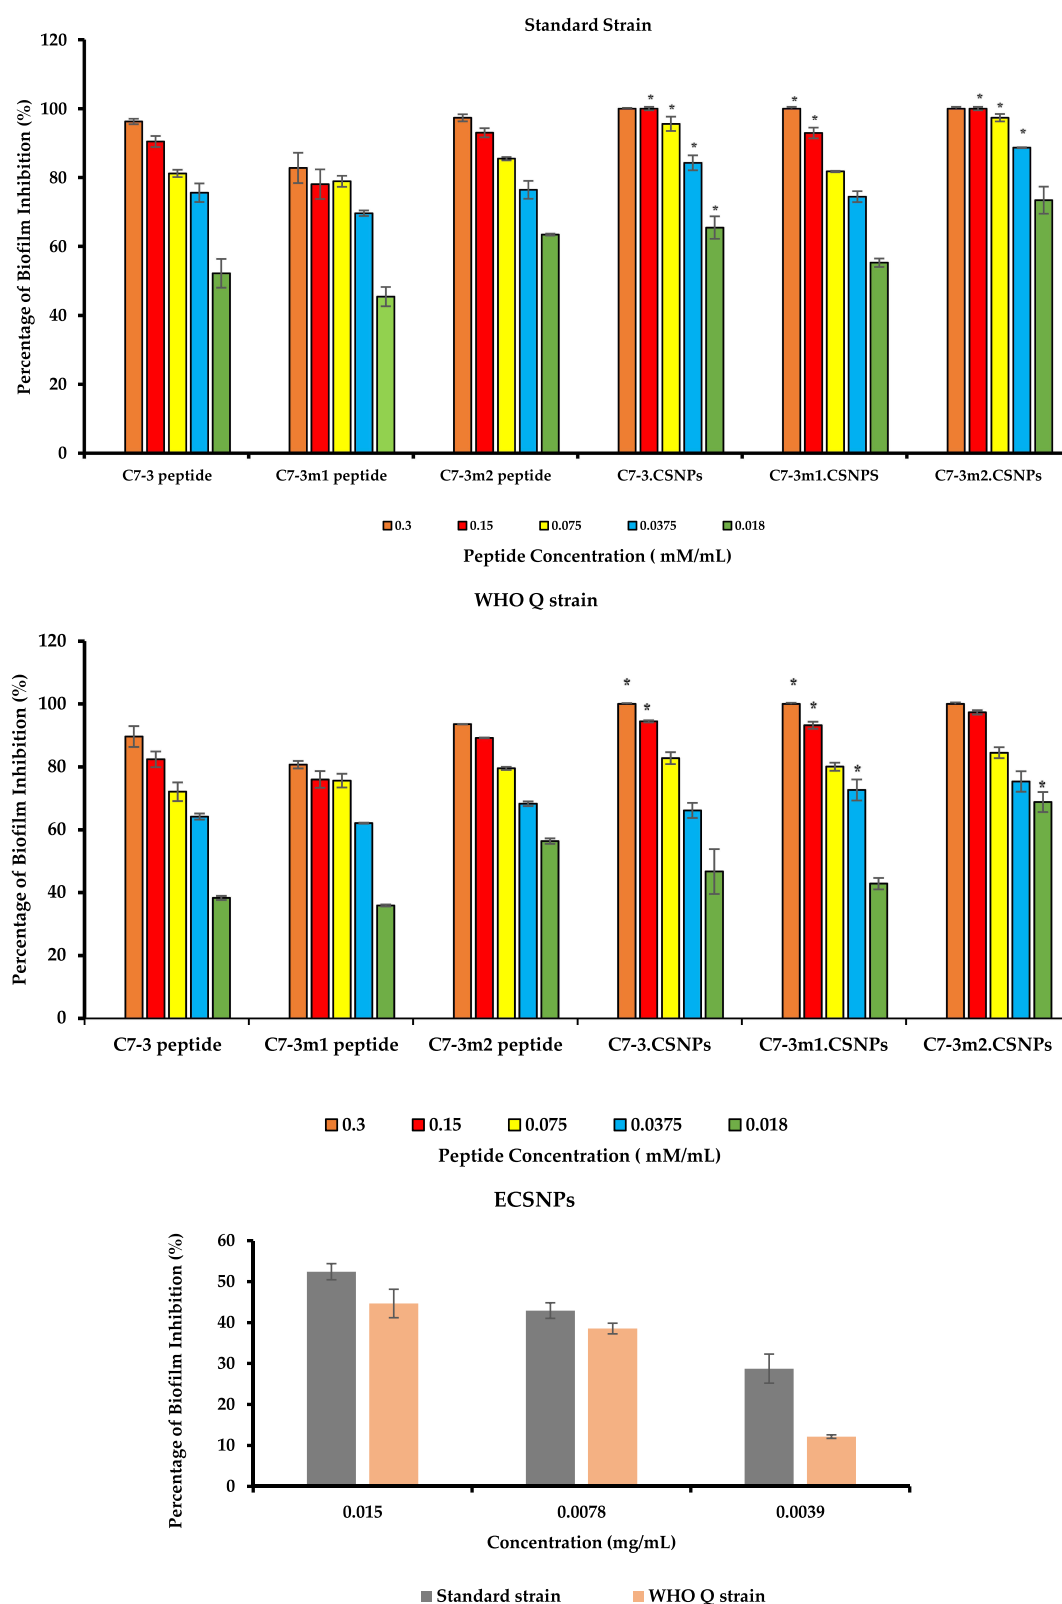 Standard Strain
Percentage of Biofilm Inhibition (%)
120
100
80
60
40
20
0
* * * * * * * * * *
C7-3 peptide C7-3m1 peptide C7-3m2 peptide C7-3.CSNPs C7-3m1.CSNPS C7-3m2.CSNPs
0.3 0.15 0.075 0.0375 0.018
Peptide Concentration ( mM/mL)
WHO Q strain
Percentage of Biofilm Inhibition (%)
120
100
80
60
40
20
0
* * * * * *
C7-3 peptide C7-3m1 peptide C7-3m2 peptide C7-3.CSNPs C7-3m1.CSNPs C7-3m2.CSNPs
0.3 0.15 0.075 0.0375 0.018
Peptide Concentration ( mM/mL)
ECSNPs
Percentage of Biofilm Inhibition (%)
60
50
40
30
20
10
0
0.015 0.0078 0.0039
Concentration (mg/mL)
Standard strain WHO Q strain